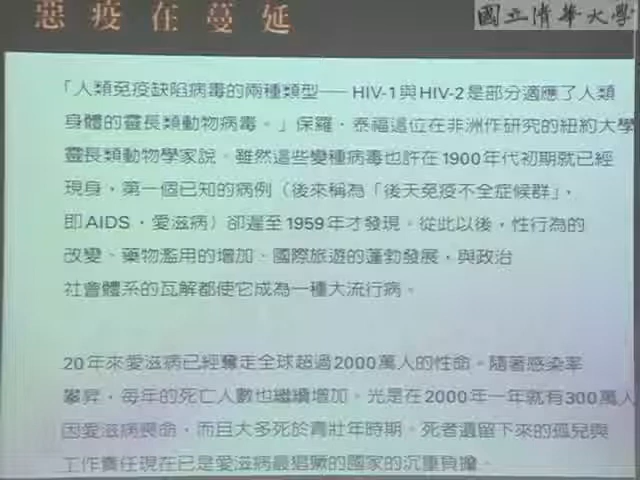 惡疫在蔓延
國立清華大學
「人類免疫缺陷病毒的兩種類型──HIV-1與HIV-2是部分適應了人類
身體的靈長類動物病毒。」保羅．泰福這位在非洲作研究的紐約大學
靈長類動物學家說。雖然這些變種病毒也許在1900年代初期就已經
現身，第一個已知的病例（後來稱為「後天免疫不全症候群」，
即AIDS，愛滋病）卻遲至1959年才發現。從此以後，性行為的
改變、藥物濫用的增加、國際旅遊的蓬勃發展，與政治
社會體系的瓦解都使它成為一種大流行病。
20年來愛滋病已經奪走全球超過2000萬人的性命。隨著感染率
攀昇，每年的死亡人數也繼續增加。光是在2000年一年就有300萬人
因愛滋病喪命，而且大多死於青壯年時期。死者遺留下來的孤兒與
工作責任現在已是愛滋病最猖獗的國家的沉重負擔。